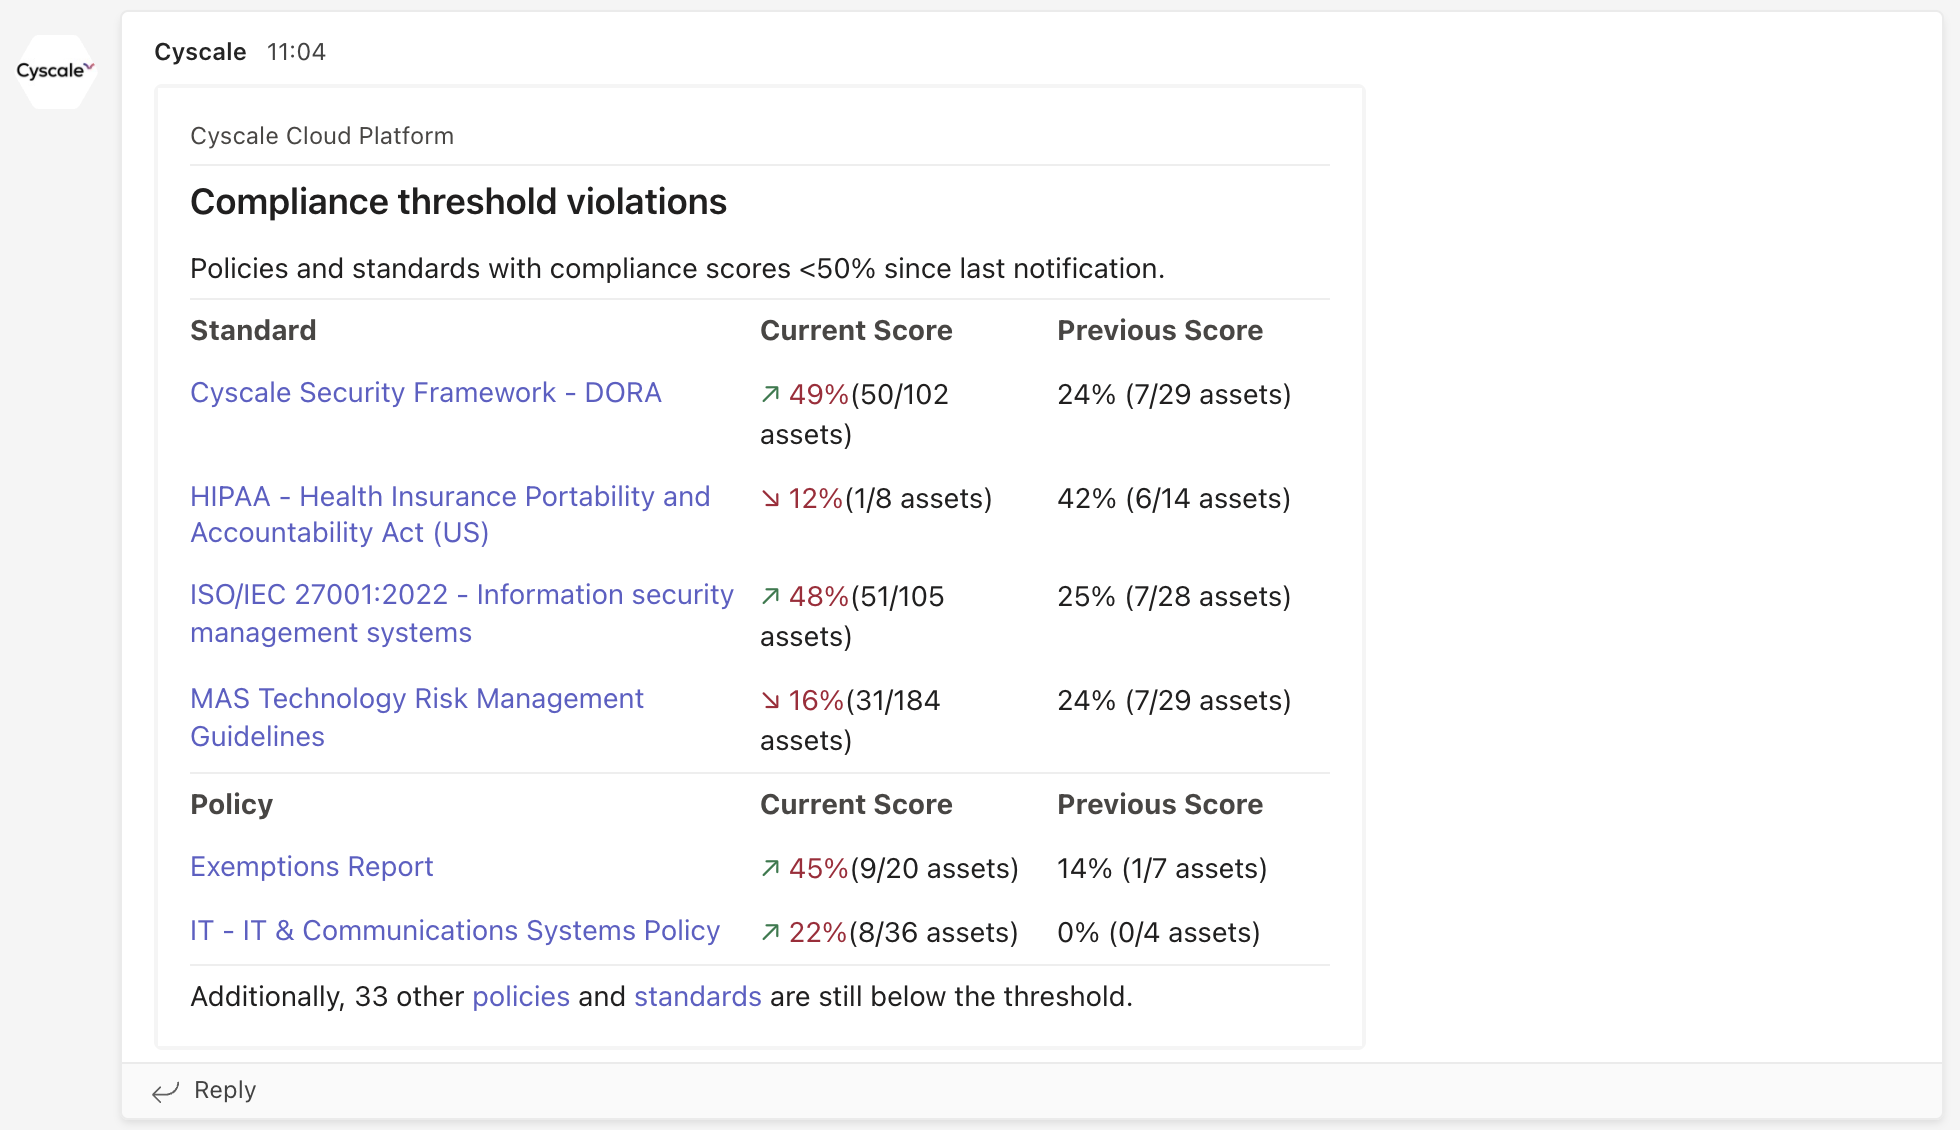 Cyscale
Cyscale 11:04
Cyscale Cloud Platform
Compliance threshold violations
Policies and standards with compliance scores <50% since last notification.
Standard Current Score Previous Score
Cyscale Security Framework - DORA ↗ 49%(50/102 assets) 24% (7/29 assets)
HIPAA - Health Insurance Portability and
Accountability Act (US) ↘ 12%(1/8 assets) 42% (6/14 assets)
ISO/IEC 27001:2022 - Information security
management systems ↗ 48%(51/105 assets) 25% (7/28 assets)
MAS Technology Risk Management
Guidelines ↘ 16%(31/184 assets) 24% (7/29 assets)
Policy Current Score Previous Score
Exemptions Report ↗ 45%(9/20 assets) 14% (1/7 assets)
IT - IT & Communications Systems Policy ↗ 22%(8/36 assets) 0% (0/4 assets)
Additionally, 33 other policies and standards are still below the threshold.
Reply